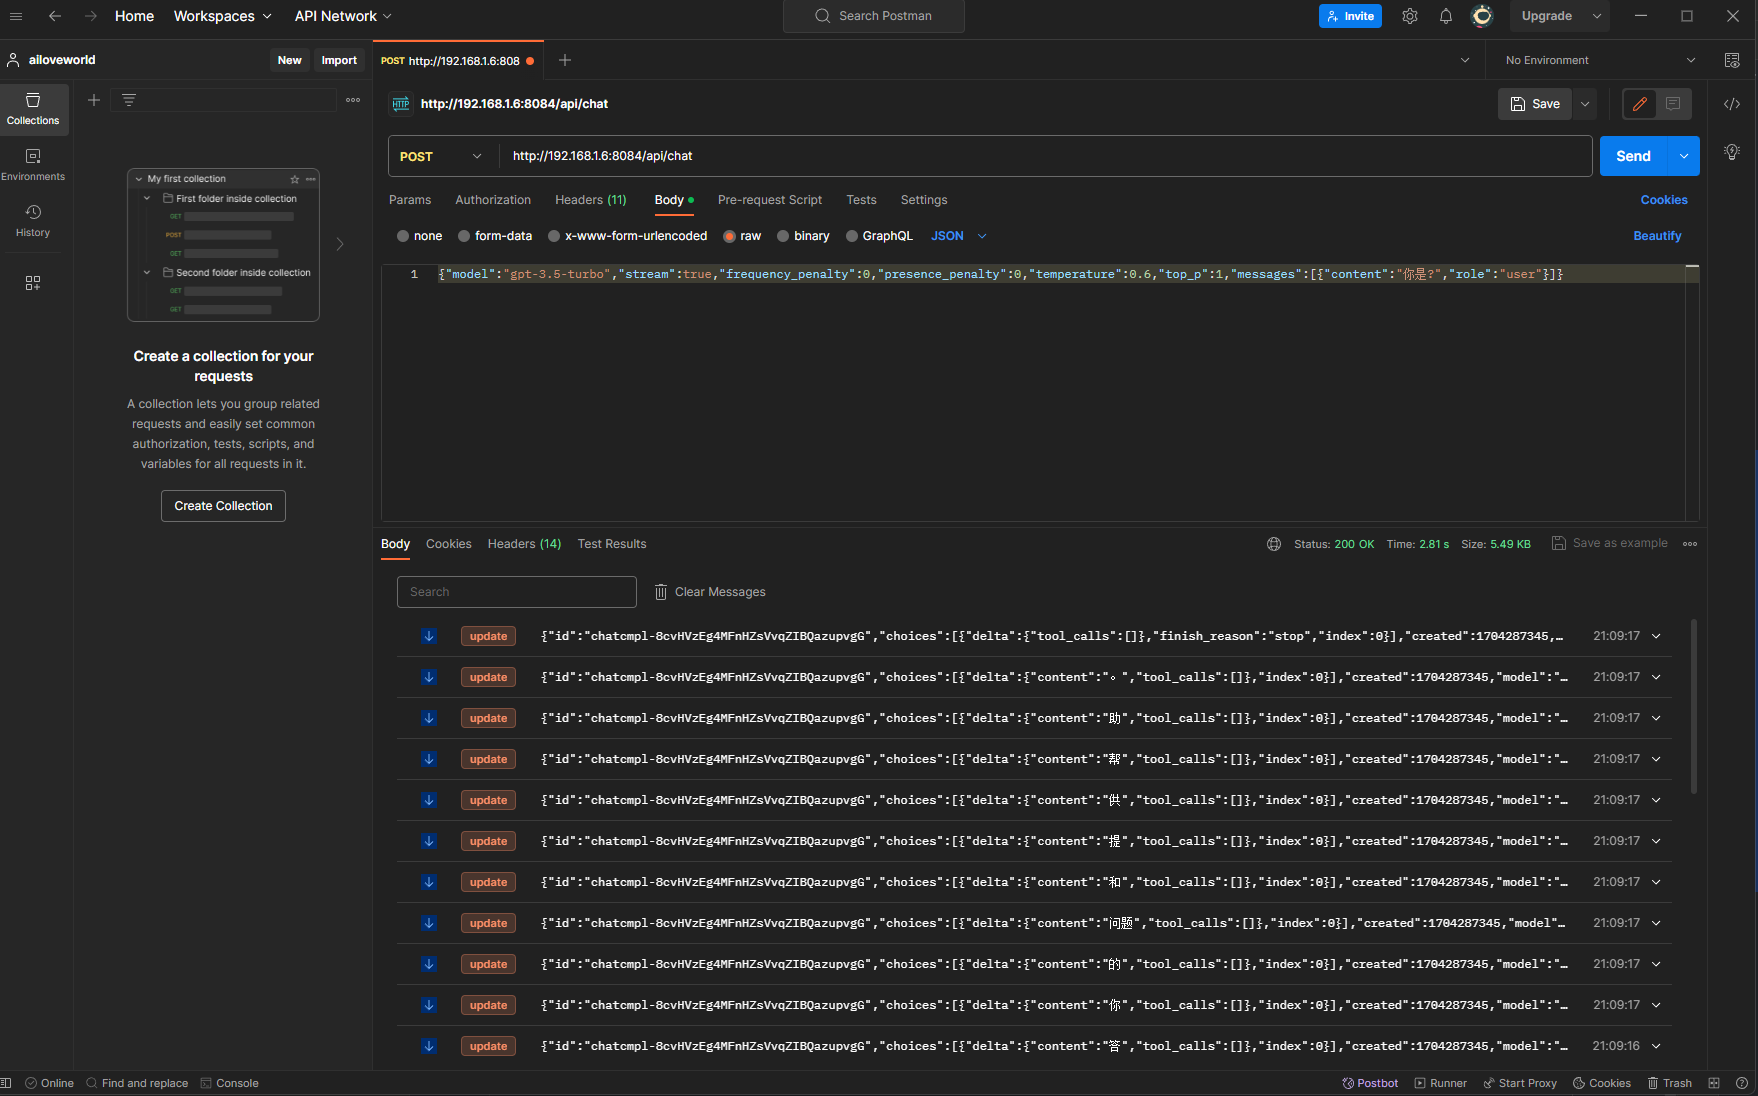 Home Workspaces API Network Search Postman Invite Upgrade
ailoveworld New Import POST http://192.168.1.6:808 No Environment
HTTP http://192.168.1.6:8084/api/chat Save
Collections
Environments
History
My first collection
First folder inside collection
GET
POST
GET
Second folder inside collection
GET
GET
Create a collection for your
requests
A collection lets you group related
requests and easily set common
authorization, tests, scripts, and
variables for all requests in it.
Create Collection
POST http://192.168.1.6:8084/api/chat Send
Params Authorization Headers (11) Body Pre-request Script Tests Settings Cookies
none form-data x-www-form-urlencoded raw binary GraphQL JSON Beautify
1 {"model":"gpt-3.5-turbo","stream":true,"frequency_penalty":0,"presence_penalty":0,"temperature":0.6,"top_p":1,"messages":[{"content":"你是?","role":"user"}]}
Body Cookies Headers (14) Test Results Status: 200 OK Time: 2.81 s Size: 5.49 KB Save as example
Search Clear Messages
update {"id":"chatcmpl-8cvHVzEg4MFnHZsVvqZIBQazupvgG","choices":[{"delta":{"tool_calls":[]},"finish_reason":"stop","index":0}],"created":1704287345,… 21:09:17
update {"id":"chatcmpl-8cvHVzEg4MFnHZsVvqZIBQazupvgG","choices":[{"delta":{"content":"。","tool_calls":[]},"index":0}],"created":1704287345,"model":"… 21:09:17
update {"id":"chatcmpl-8cvHVzEg4MFnHZsVvqZIBQazupvgG","choices":[{"delta":{"content":"助","tool_calls":[]},"index":0}],"created":1704287345,"model":"… 21:09:17
update {"id":"chatcmpl-8cvHVzEg4MFnHZsVvqZIBQazupvgG","choices":[{"delta":{"content":"帮","tool_calls":[]},"index":0}],"created":1704287345,"model":"… 21:09:17
update {"id":"chatcmpl-8cvHVzEg4MFnHZsVvqZIBQazupvgG","choices":[{"delta":{"content":"供","tool_calls":[]},"index":0}],"created":1704287345,"model":"… 21:09:17
update {"id":"chatcmpl-8cvHVzEg4MFnHZsVvqZIBQazupvgG","choices":[{"delta":{"content":"提","tool_calls":[]},"index":0}],"created":1704287345,"model":"… 21:09:17
update {"id":"chatcmpl-8cvHVzEg4MFnHZsVvqZIBQazupvgG","choices":[{"delta":{"content":"和","tool_calls":[]},"index":0}],"created":1704287345,"model":"… 21:09:17
update {"id":"chatcmpl-8cvHVzEg4MFnHZsVvqZIBQazupvgG","choices":[{"delta":{"content":"问题","tool_calls":[]},"index":0}],"created":1704287345,"model"… 21:09:17
update {"id":"chatcmpl-8cvHVzEg4MFnHZsVvqZIBQazupvgG","choices":[{"delta":{"content":"的","tool_calls":[]},"index":0}],"created":1704287345,"model":"… 21:09:17
update {"id":"chatcmpl-8cvHVzEg4MFnHZsVvqZIBQazupvgG","choices":[{"delta":{"content":"你","tool_calls":[]},"index":0}],"created":1704287345,"model":"… 21:09:17
update {"id":"chatcmpl-8cvHVzEg4MFnHZsVvqZIBQazupvgG","choices":[{"delta":{"content":"答","tool_calls":[]},"index":0}],"created":1704287345,"model":"… 21:09:16
Online Find and replace Console Postbot Runner Start Proxy Cookies Trash